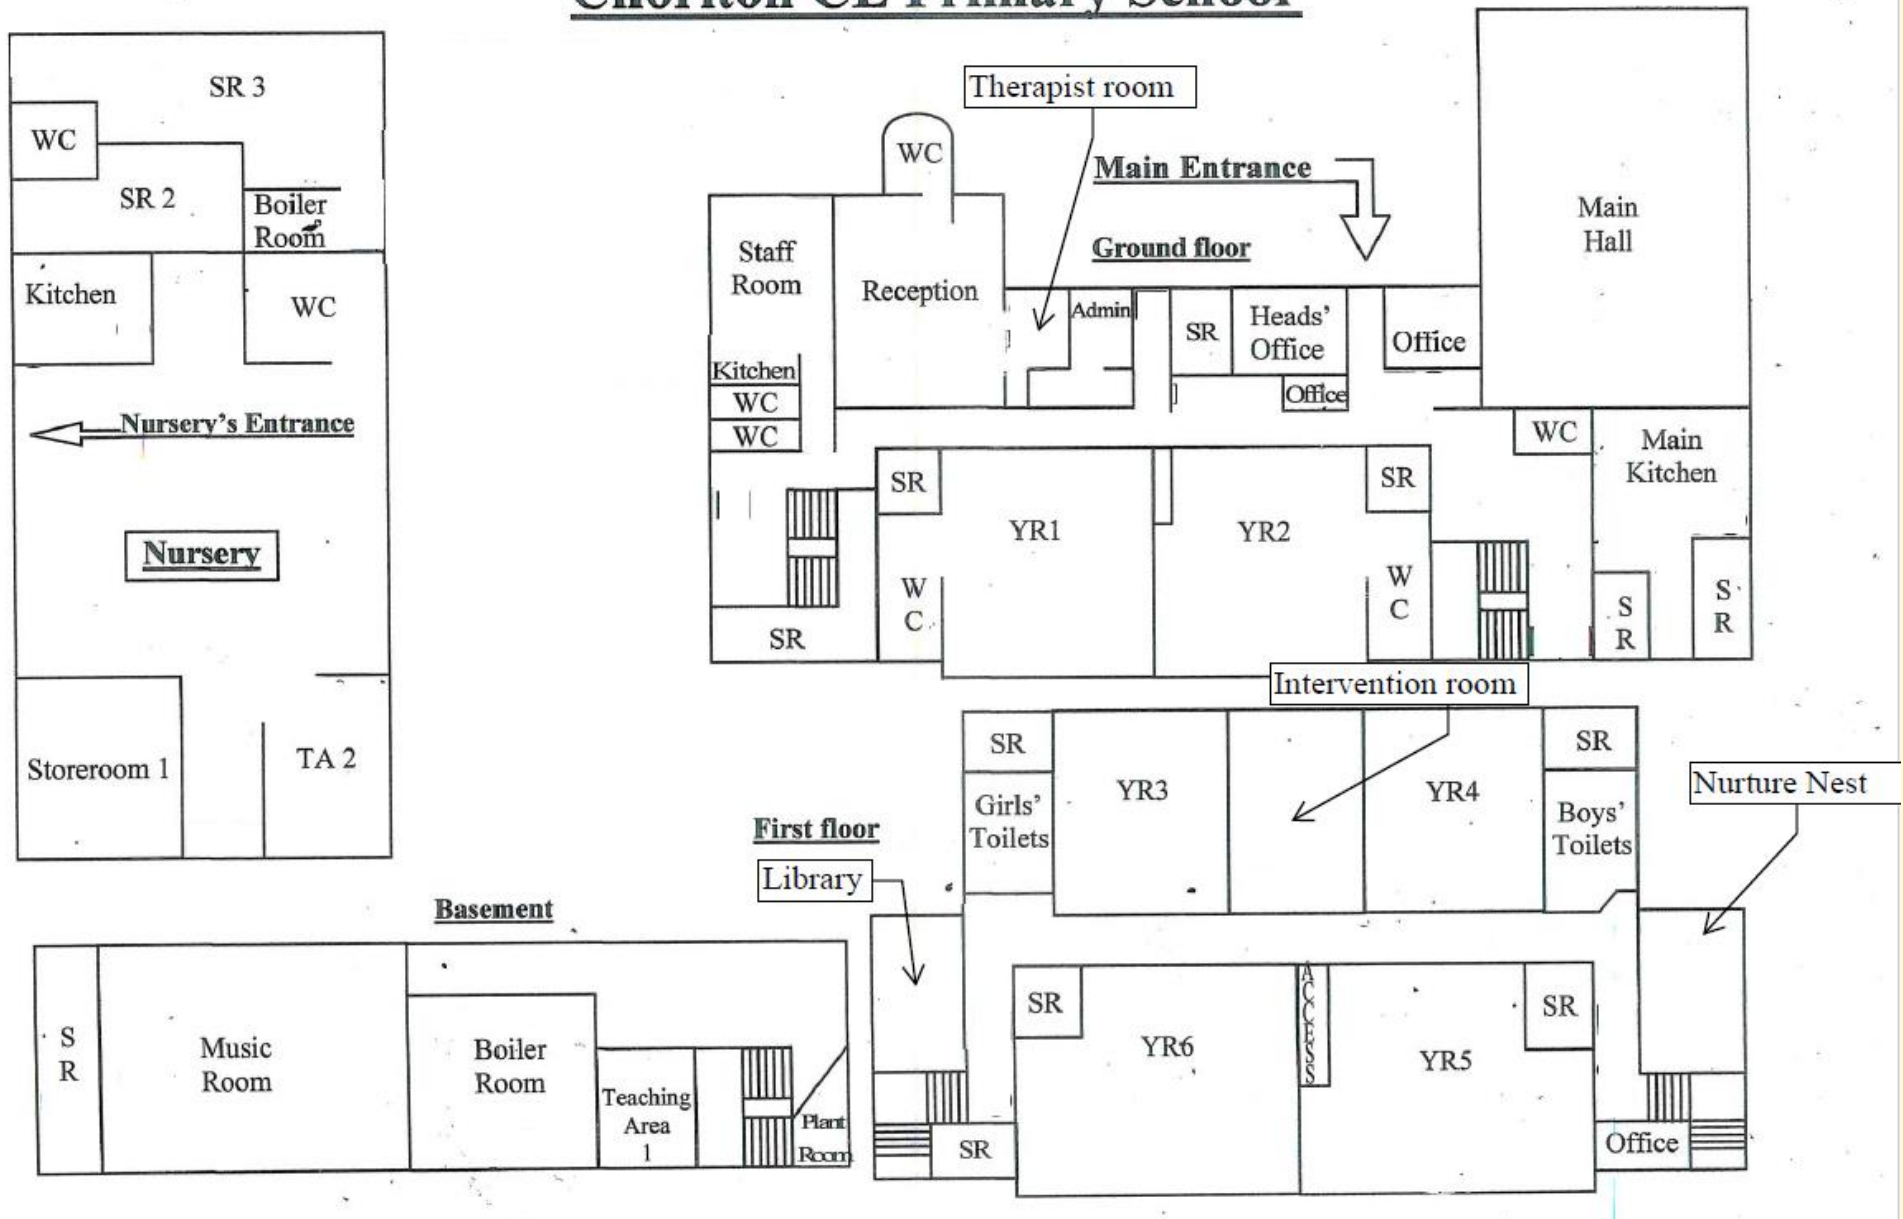 Chorlton CE Primary School
SR 3
WC
SR 2
Boiler
Room
Kitchen
WC
Nursery's Entrance
Nursery
Storeroom 1
TA 2
Therapist room
Main Entrance
Ground floor
WC
Staff
Room
Reception
Admin
SR
Heads'
Office
Office
Office
Main
Hall
Kitchen
WC
WC
SR
YR1
YR2
SR
WC
Main
Kitchen
W
C
W
C
SR
S
R
S
R
Intervention room
First floor
SR
YR3
YR4
SR
Girls'
Toilets
Boys'
Toilets
Nurture Nest
Library
SR
YR6
ACCESS
YR5
SR
SR
Office
Basement
S
R
Music
Room
Boiler
Room
Teaching
Area
1
Plant
Room